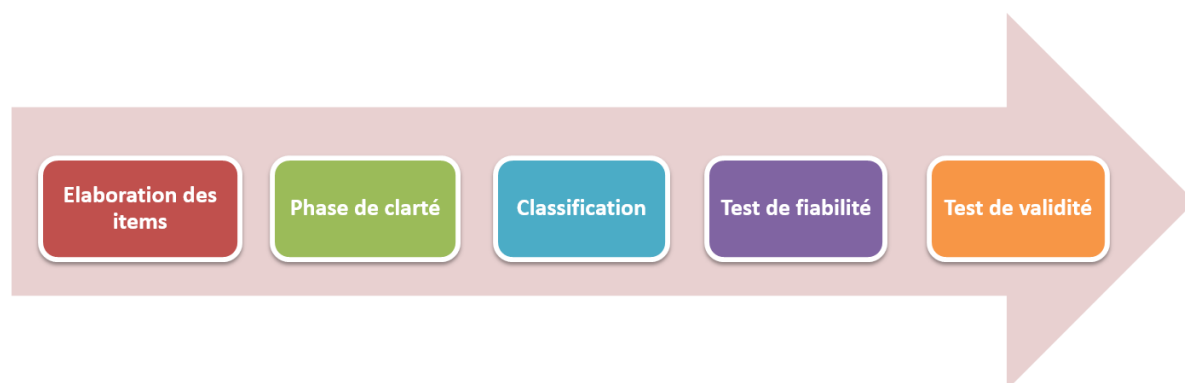 Elaboration des
items
Phase de clarté
Classification
Test de fiabilité
Test de validité